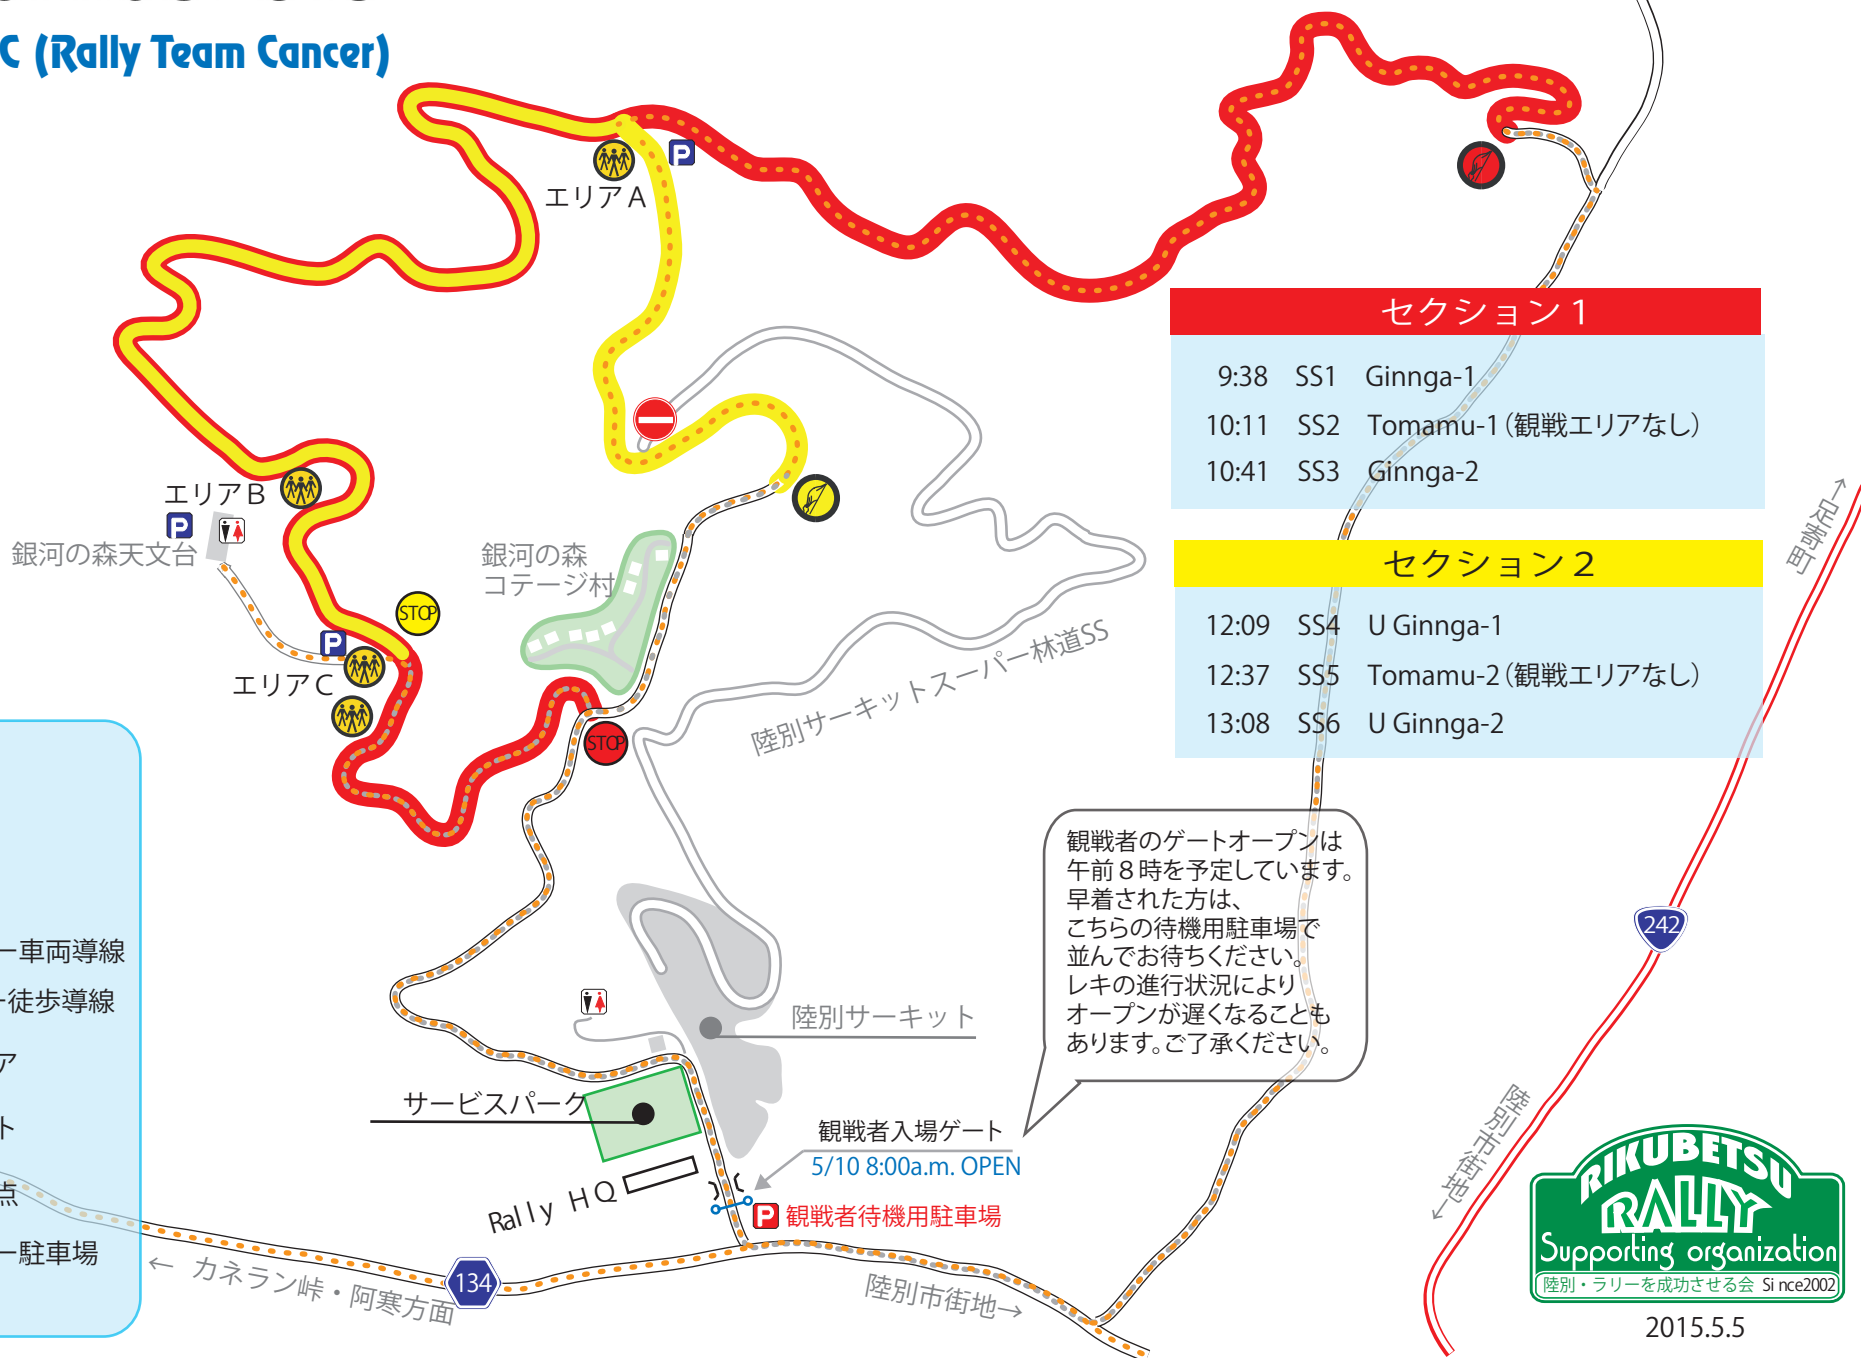 C (Rally Team Cancer)
エリアA
P
セクション1
9:38 SS1 Ginnga-1
10:11 SS2 Tomamu-1(観戦エリアなし)
10:41 SS3 Ginnga-2
セクション2
12:09 SS4 U Ginnga-1
12:37 SS5 Tomamu-2(観戦エリアなし)
13:08 SS6 U Ginnga-2
エリアB
P
銀河の森天文台
銀河の森
コテージ村
STOP
P
エリアC
STOP
陸別サーキットスーパー林道SS
←足寄町
242
陸別市街地→
観戦者のゲートオープンは
午前8時を予定しています。
早着された方は、
こちらの待機用駐車場で
並んでお待ちください。
レキの進行状況により
オープンが遅くなることも
あります。ご了承ください。
ー車両導線
ー徒歩導線
ア
ト
点
ー駐車場
陸別サーキット
サービスパーク
観戦者入場ゲート
5/10 8:00a.m. OPEN
Rally HQ
P 観戦者待機用駐車場
← カネラン峠・阿寒方面
134
陸別市街地→
RIKUBETSU
RALLY
Supporting organization
陸別・ラリーを成功させる会 Since2002
2015.5.5